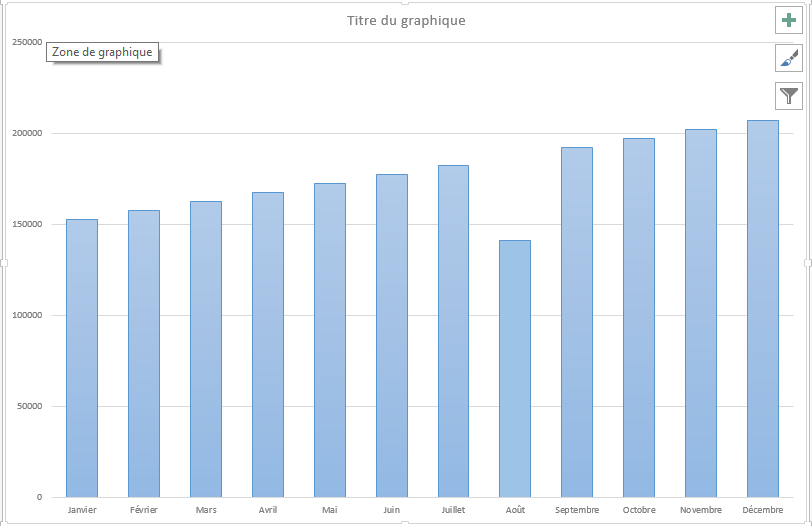 Titre du graphique
250000
Zone de graphique
200000
150000
100000
50000
0
Janvier Février Mars Avril Mai Juin Juillet Août Septembre Octobre Novembre Décembre